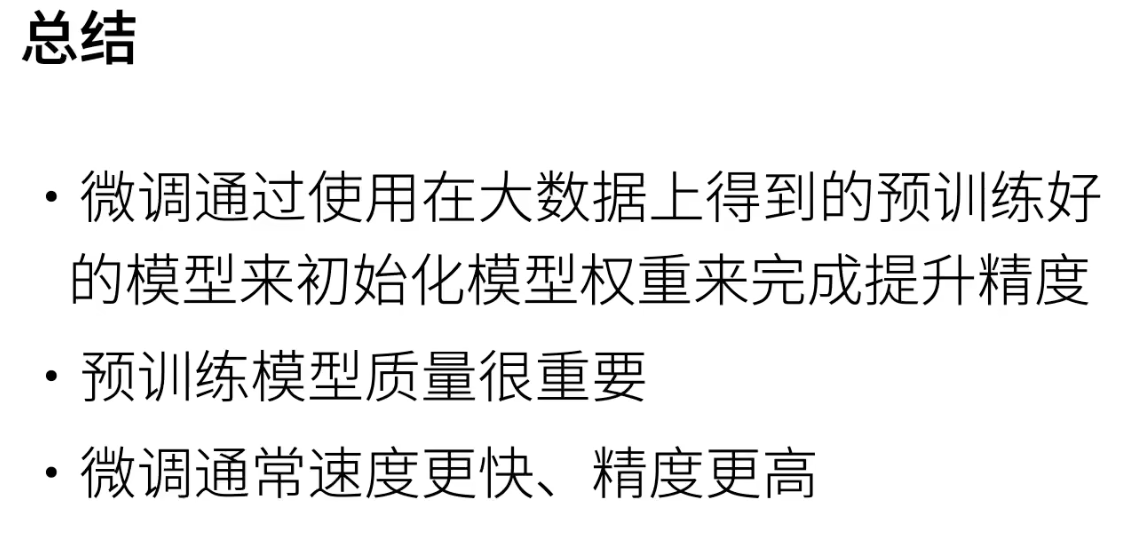 总结
• 微调通过使用在大数据上得到的预训练好
的模型来初始化模型权重来完成提升精度
• 预训练模型质量很重要
• 微调通常速度更快、精度更高